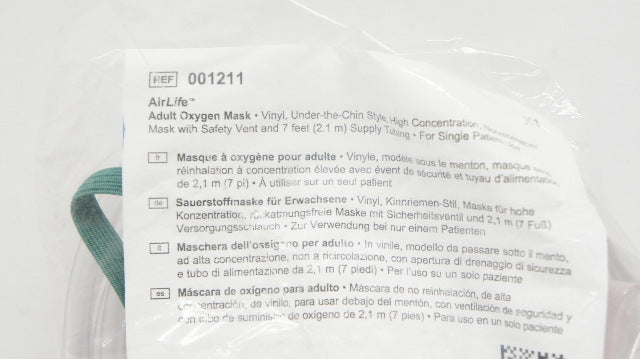 REF 001211
AirLife™
Adult Oxygen Mask • Vinyl, Under-the-Chin Style, High Concentration,
Mask with Safety Vent and 7 feet (2.1 m) Supply Tubing • For Single Patient Use
fr Masque à oxygène pour adulte • Vinyle, modèle sous le menton, masque sans
réinhalation à concentration élevée avec évent de sécurité et tuyau d'alimentation
de 2,1 m (7 pi) • À utiliser sur un seul patient
de Sauerstoffmaske für Erwachsene • Vinyl, Kinnriemen-Stil, Maske für hohe
Konzentration, rückatmungsfreie Maske mit Sicherheitsventil und 2,1 m (7 Fuß)
Versorgungsschlauch • Zur Verwendung bei nur einem Patienten
it Maschera dell'ossigeno per adulto • In vinile, modello da passare sotto il mento,
ad alta concentrazione, non a ricircolazione, con apertura di drenaggio di sicurezza
e tubo di alimentazione da 2,1 m (7 piedi) • Per l'uso su un solo paziente
es Máscara de oxígeno para adulto • Máscara de no reinhalación, de alta
concentración, de vinilo, para usar debajo del mentón, con ventilación de seguridad y
con tubo de suministro de oxígeno de 2,1 m (7 pies) • Para uso en un solo paciente